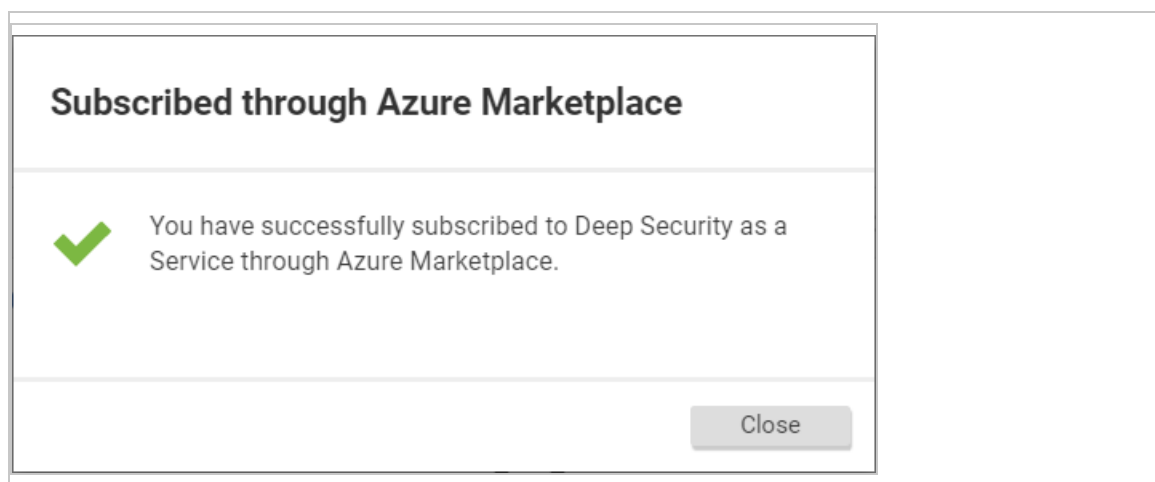 Subscribed through Azure Marketplace
You have successfully subscribed to Deep Security as a
Service through Azure Marketplace.
Close